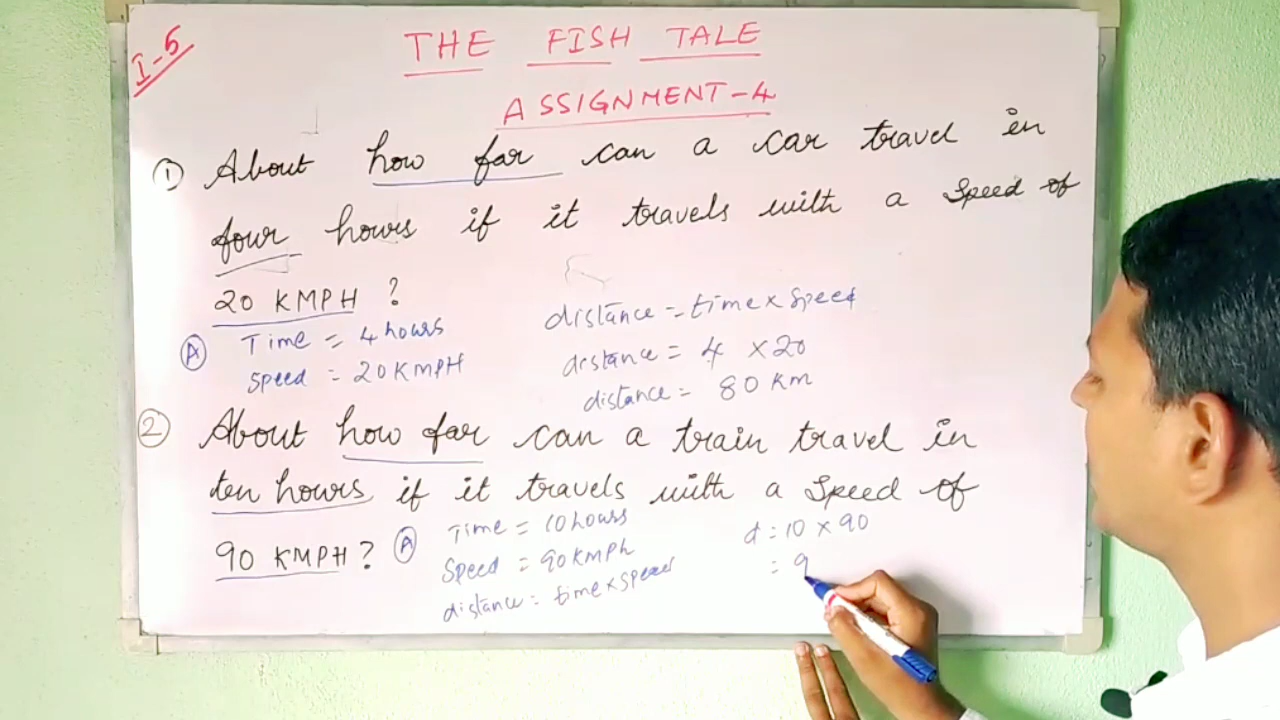 I-5
THE FISH TALE
ASSIGNMENT-4
① About how far can a car travel in
four hours if it travels with a speed of
20 KMPH ?
Ⓐ Time = 4 hours
Speed = 20 KMPH
distance = time x speed
distance = 4 x 20
distance = 80 Km
② About how far can a train travel in
ten hours if it travels with a speed of
90 KMPH ?
Ⓐ Time = 10 hours
Speed = 90 KMPh
distance = time x speed
d = 10 x 90
= 9